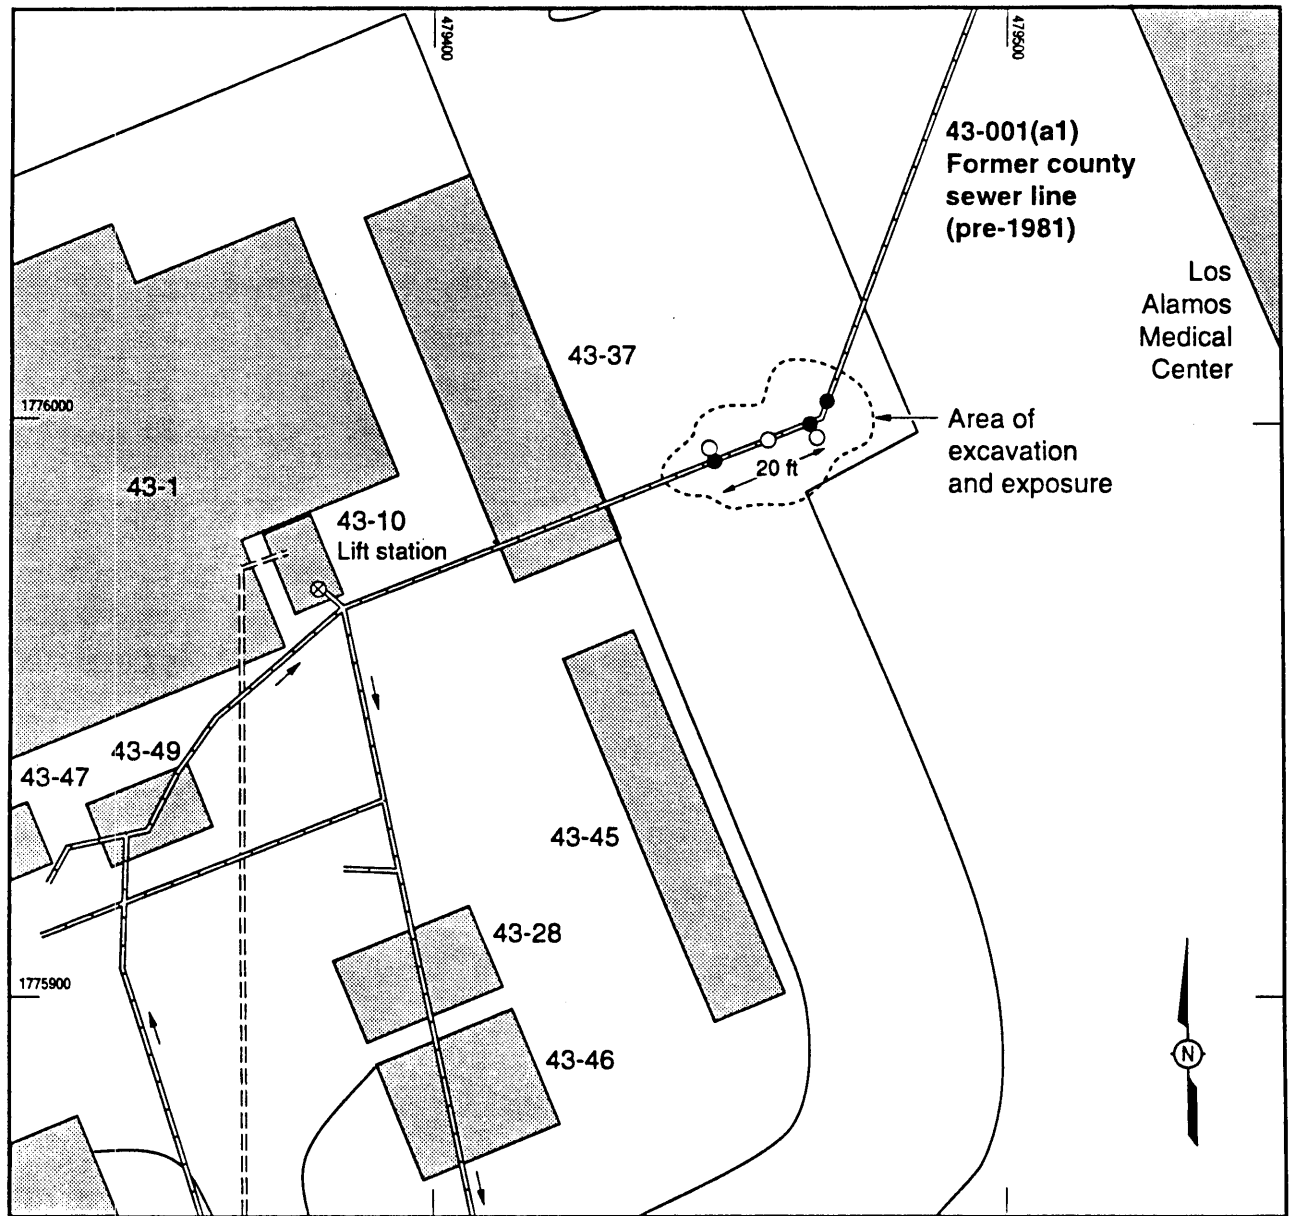 479400
479500
43-001(a1)
Former county
sewer line
(pre-1981)
Los
Alamos
Medical
Center
43-37
1776000
Area of
excavation
and exposure
20 ft
43-1
43-10
Lift station
43-49
43-47
43-45
43-28
1775900
43-46
N